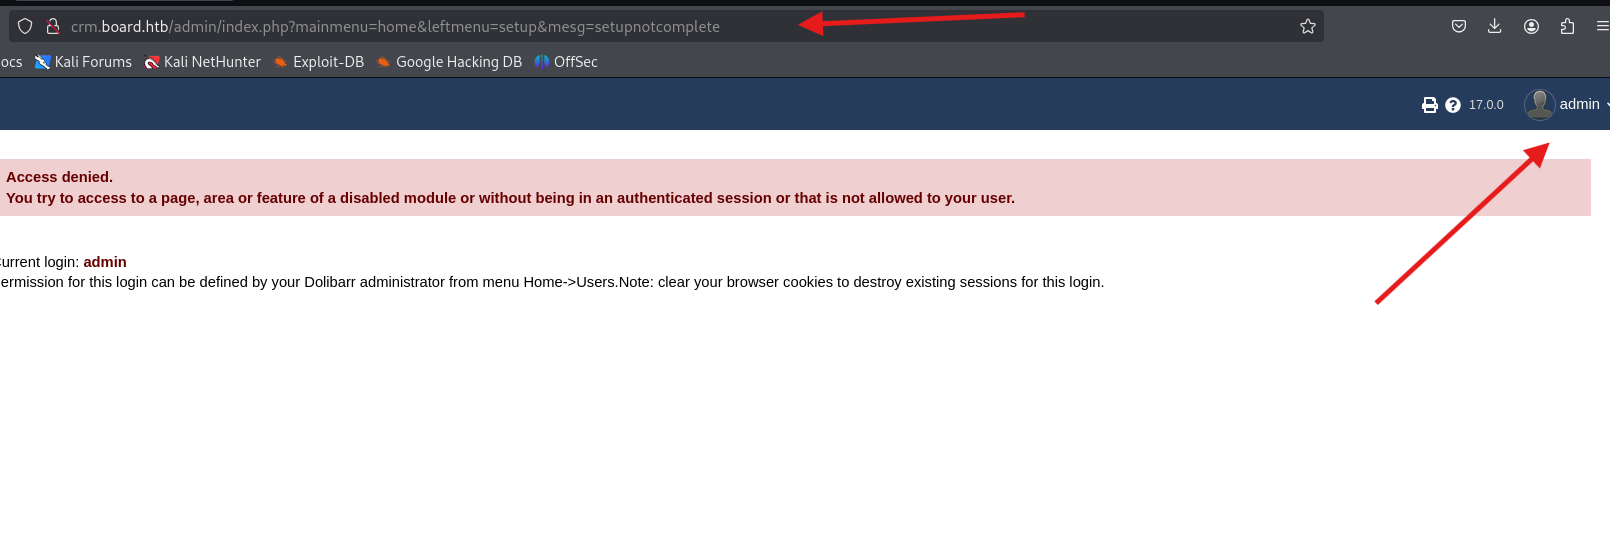 crm.board.htb/admin/index.php?mainmenu=home&leftmenu=setup&mesg=setupnotcomplete
ocs Kali Forums Kali NetHunter Exploit-DB Google Hacking DB OffSec
17.0.0 admin
Access denied.
You try to access to a page, area or feature of a disabled module or without being in an authenticated session or that is not allowed to your user.
urrent login: admin
ermission for this login can be defined by your Dolibarr administrator from menu Home->Users.Note: clear your browser cookies to destroy existing sessions for this login.